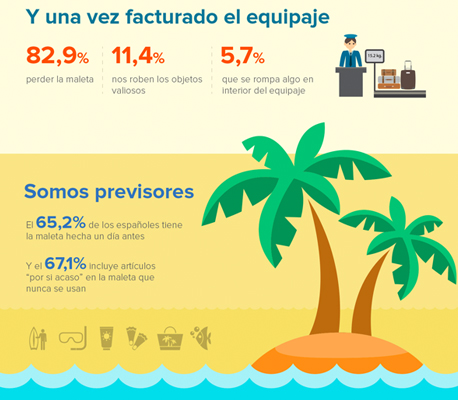 Y una vez facturado el equipaje
82,9% 11,4% 5,7%
perder la maleta
nos roben los objetos
valiosos
que se rompa algo en
interior del equipaje
15,2 kg
Somos previsores
El 65,2% de los españoles tiene
la maleta hecha un día antes
Y el 67,1% incluye artículos
“por si acaso” en la maleta que
nunca se usan